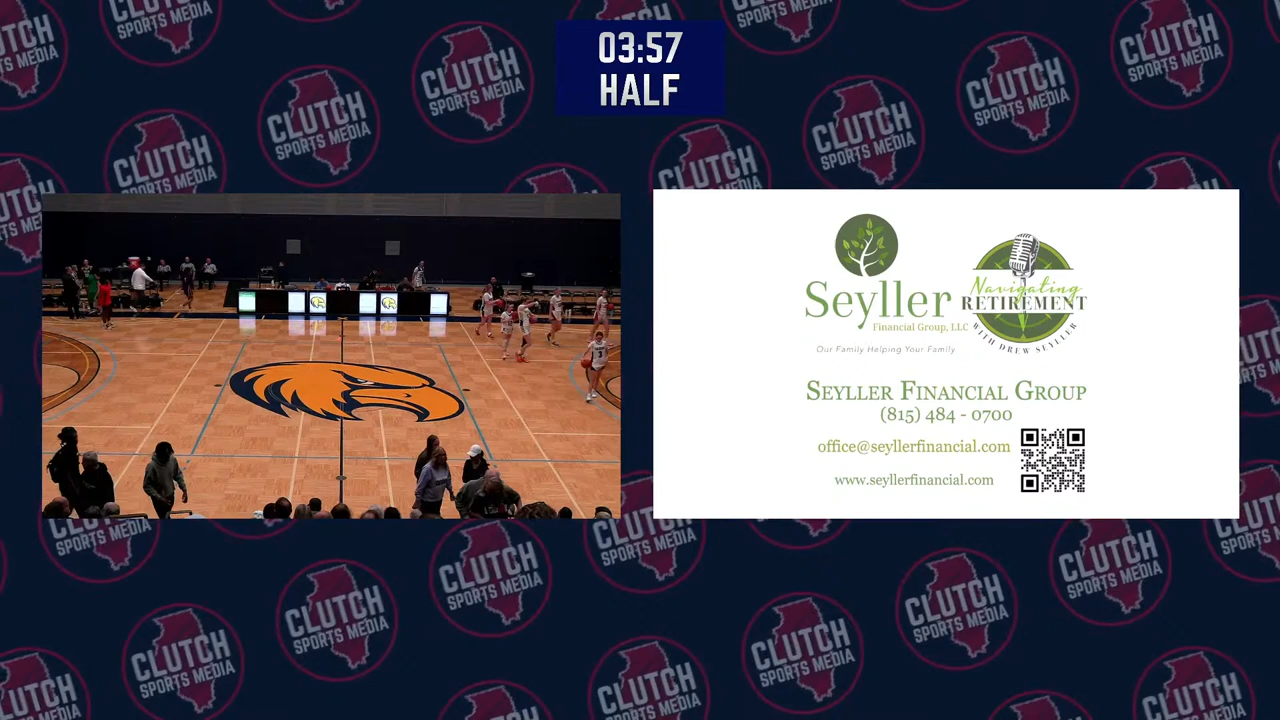 03:57
HALF
CLUTCH
SPORTS MEDIA
Seyller
Financial Group, LLC
Our Family Helping Your Family
Navigating
RETIREMENT
WITH DREW SEYLLER
SEYLLER FINANCIAL GROUP
(815) 484 - 0700
office@seyllerfinancial.com
www.seyllerfinancial.com